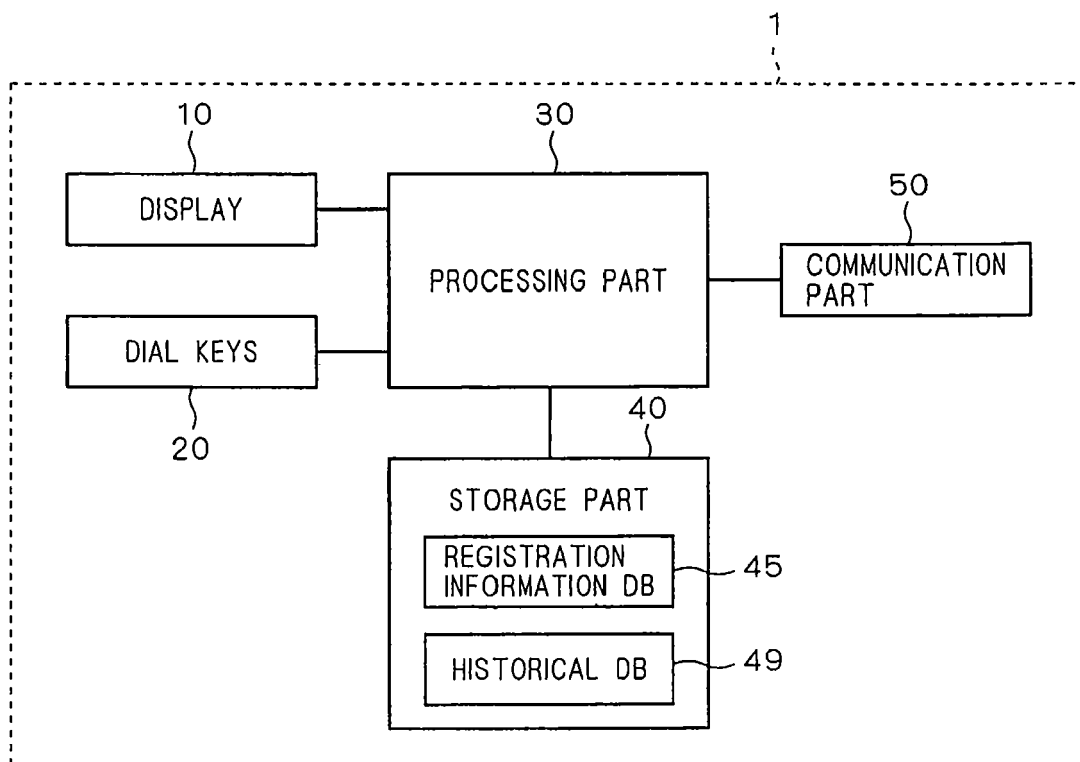 1
10
30
DISPLAY
50
PROCESSING PART
COMMUNICATION
PART
DIAL KEYS
20
40
STORAGE PART
REGISTRATION
INFORMATION DB
45
HISTORICAL DB
49